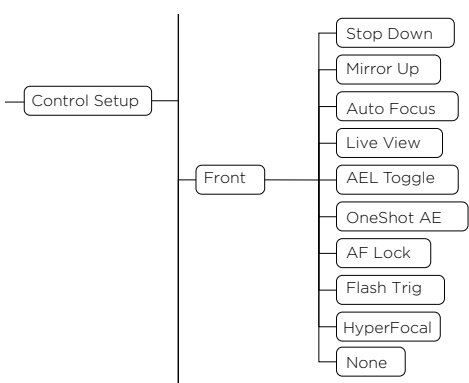 Control Setup
Front
Stop Down
Mirror Up
Auto Focus
Live View
AEL Toggle
OneShot AE
AF Lock
Flash Trig
HyperFocal
None